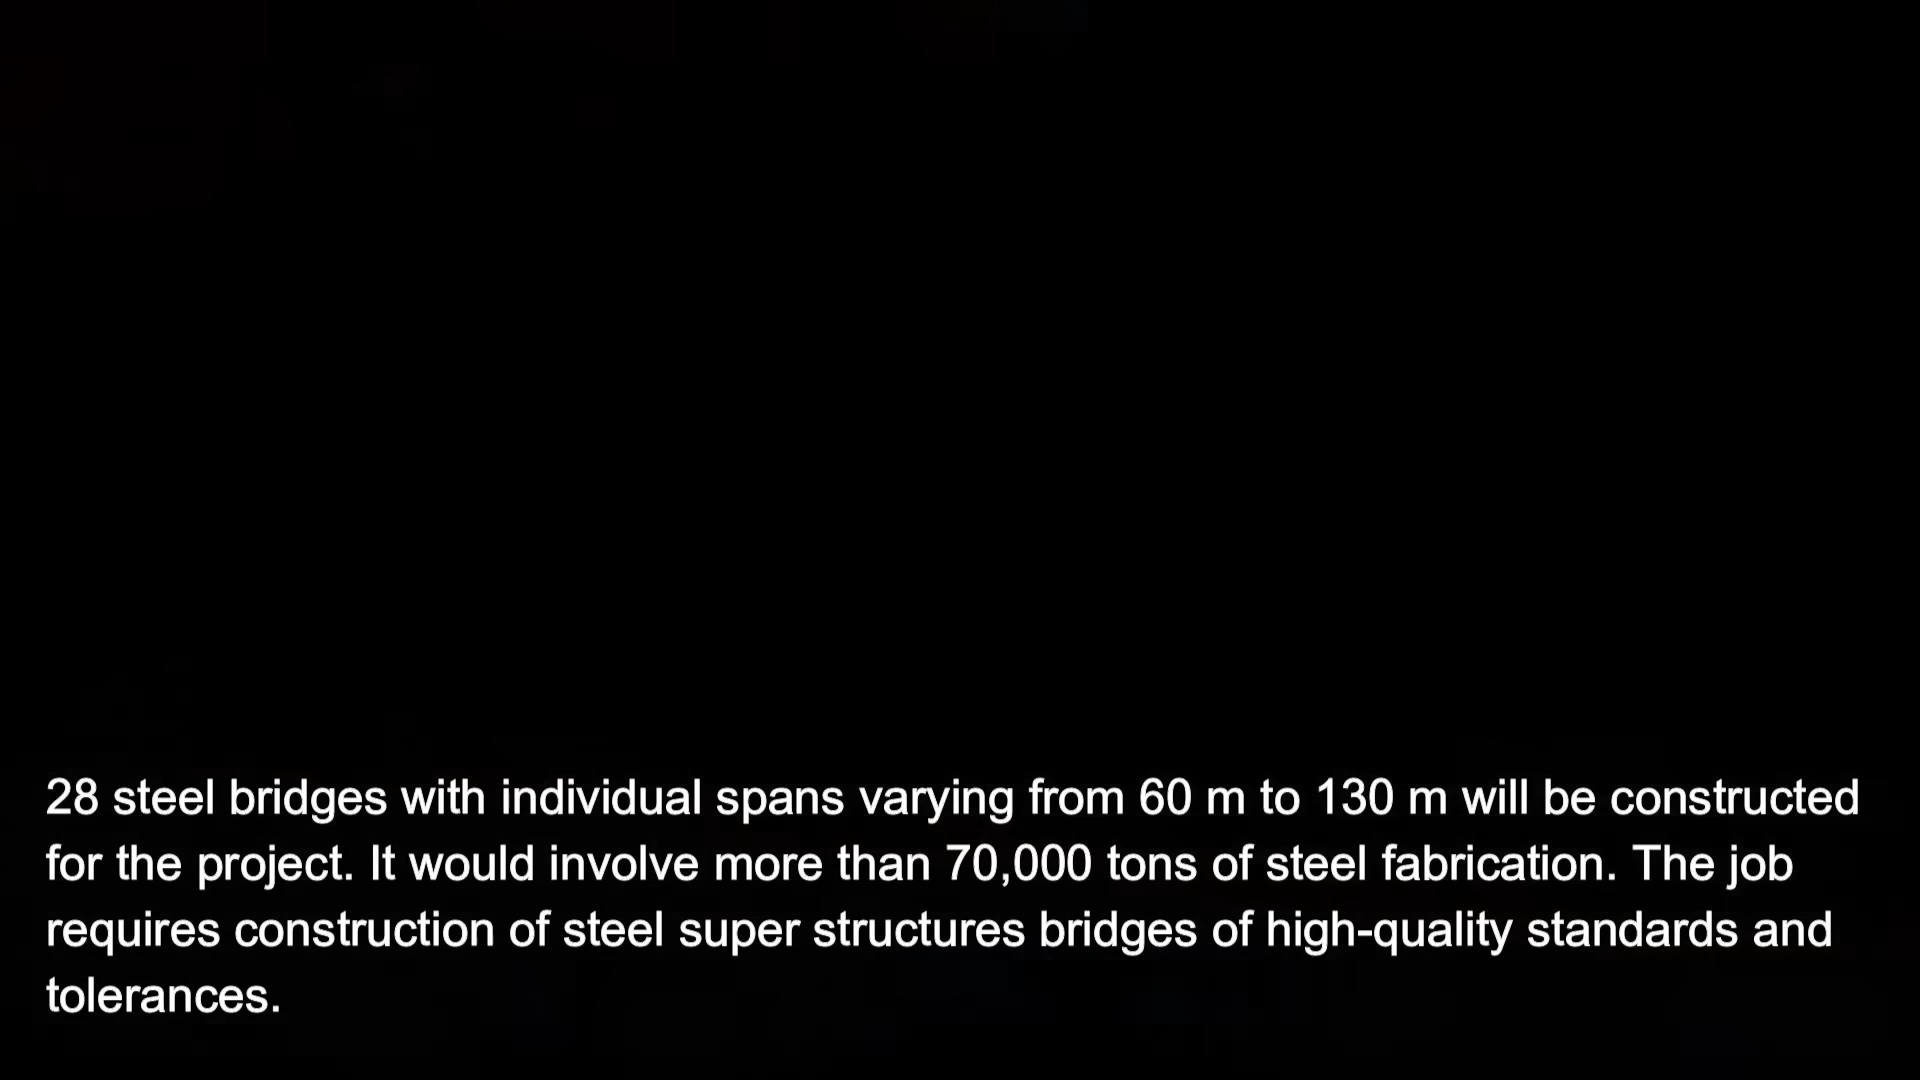 28 steel bridges with individual spans varying from 60 m to 130 m will be constructed
for the project. It would involve more than 70,000 tons of steel fabrication. The job
requires construction of steel super structures bridges of high-quality standards and
tolerances.